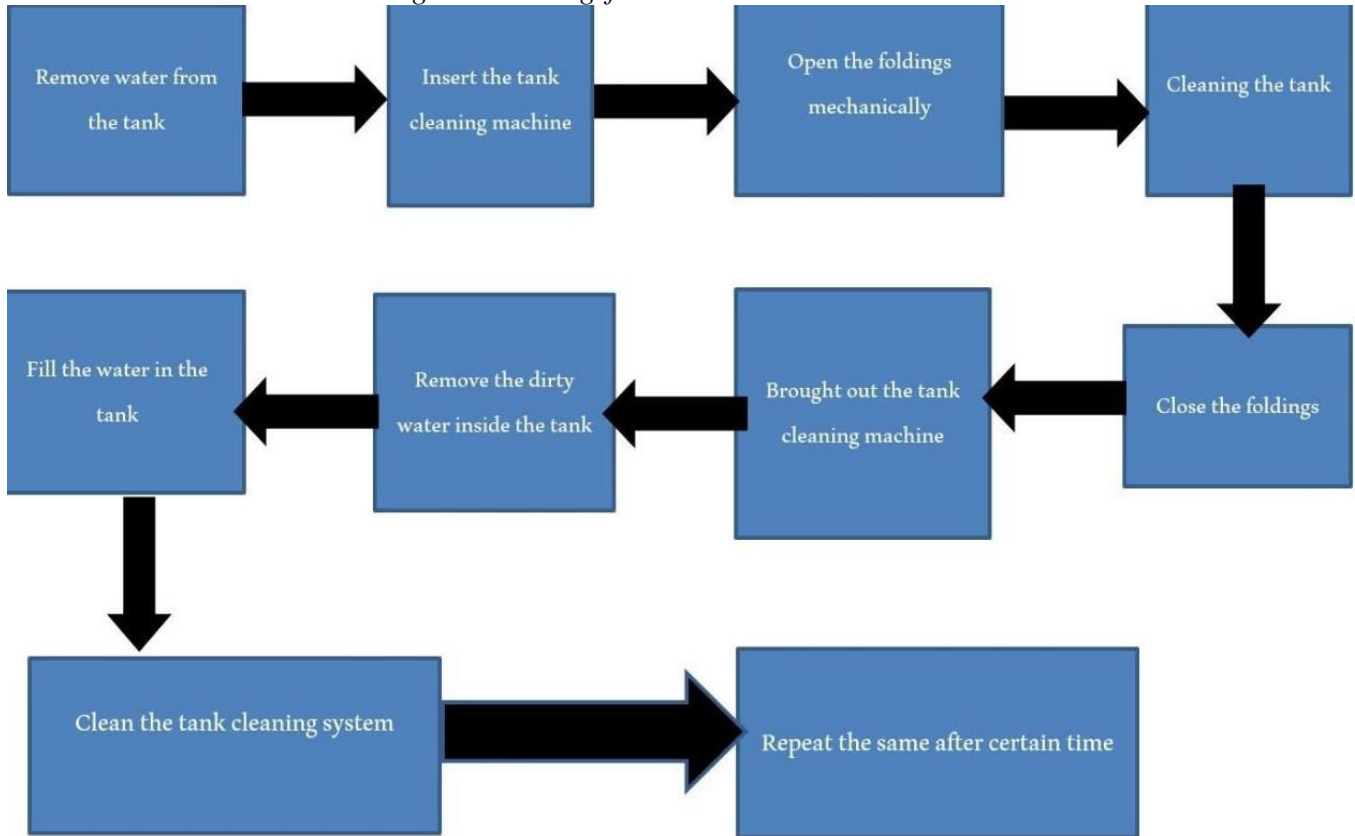 Remove water from
the tank
Insert the tank
cleaning machine
Open the foldings
mechanically
Cleaning the tank
Close the foldings
Brought out the tank
cleaning machine
Remove the dirty
water inside the tank
Fill the water in the
tank
Clean the tank cleaning system
Repeat the same after certain time